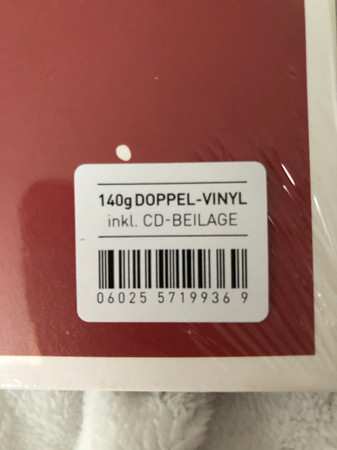 140g DOPPEL-VINYL
inkl. CD-BEILAGE
06025 5719936 9